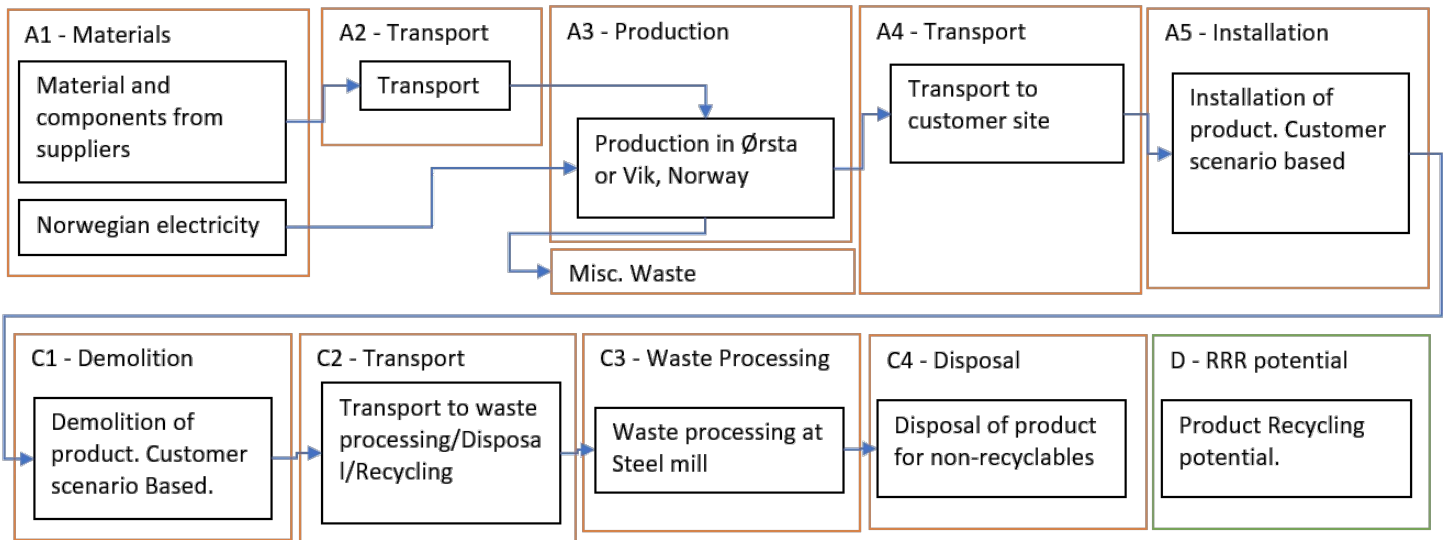 A1 - Materials
Material and
components from
suppliers
Norwegian electricity
A2 - Transport
Transport
A3 - Production
Production in Ørsta
or Vik, Norway
Misc. Waste
A4 - Transport
Transport to
customer site
A5 - Installation
Installation of
product. Customer
scenario based
C1 - Demolition
Demolition of
product. Customer
scenario Based.
C2 - Transport
Transport to waste
processing/Disposa
l/Recycling
C3 - Waste Processing
Waste processing at
Steel mill
C4 - Disposal
Disposal of product
for non-recyclables
D - RRR potential
Product Recycling
potential.